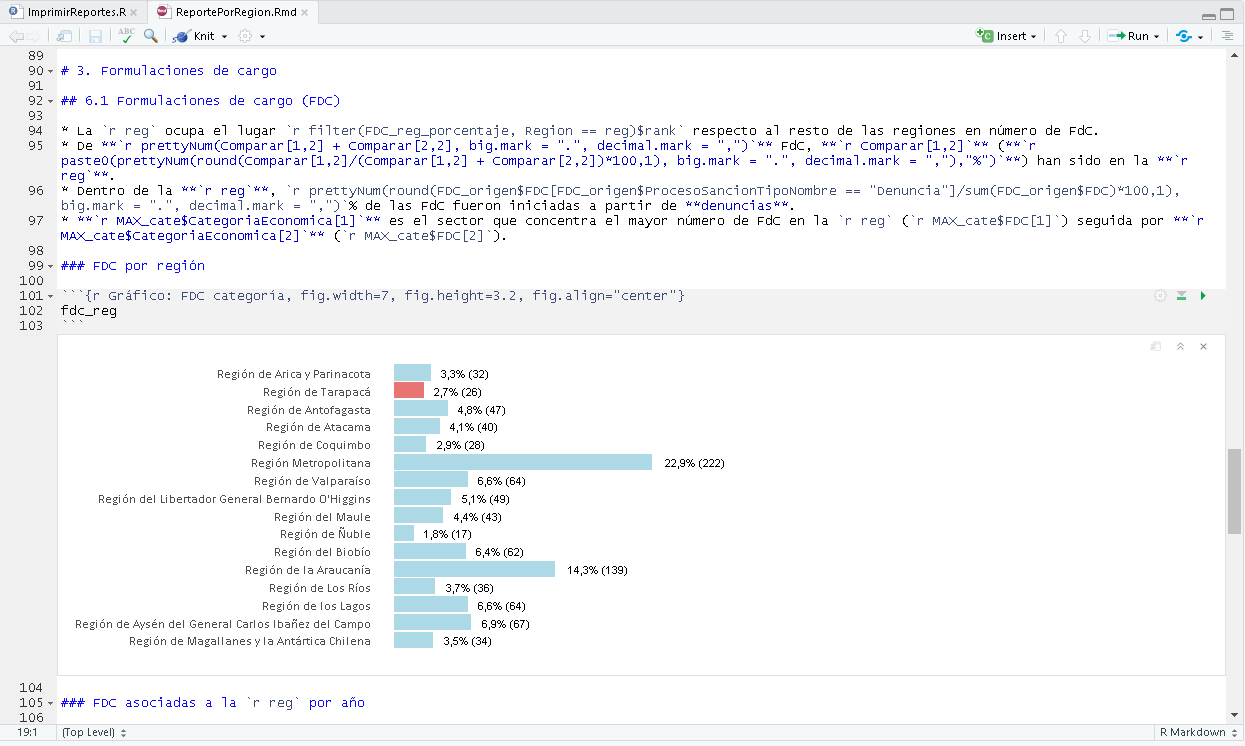 ImprimirReportes.R ReportePorRegion.Rmd
ABC Knit Insert Run
89
90 # 3. Formulaciones de cargo
91
92 ## 6.1 Formulaciones de cargo (FDC)
93
94 * La `r reg` ocupa el lugar `r filter(FDC_reg_porcentaje, Region == reg)$rank` respecto al resto de las regiones en número de FdC.
95 * De **`r prettyNum(Comparar[1,2] + Comparar[2,2], big.mark = ".", decimal.mark = ",")`** FdC, **`r Comparar[1,2]`** (**`r
paste0(prettyNum(round(Comparar[1,2]/(Comparar[1,2] + Comparar[2,2])*100,1), big.mark = ".", decimal.mark = ","),"%")`**) han sido en la **`r
reg`**.
96 * Dentro de la **`r reg`**, `r prettyNum(round(FDC_origen$FDC[FDC_origen$ProcesoSancionTipoNombre == "Denuncia"]/sum(FDC_origen$FDC)*100,1),
big.mark = ".", decimal.mark = ",")`% de las FdC fueron iniciadas a partir de **denuncias**.
97 * **`r MAX_cate$CategoriaEconomica[1]`** es el sector que concentra el mayor número de FdC en la `r reg` (`r MAX_cate$FDC[1]`) seguida por **`r
MAX_cate$CategoriaEconomica[2]`** (`r MAX_cate$FDC[2]`).
98
99 ### FDC por región
100
101 ```{r Gráfico: FDC categoría, fig.width=7, fig.height=3.2, fig.align="center"}
102 fdc_reg
103 ```
Región de Arica y Parinacota 3,3% (32)
Región de Tarapacá 2,7% (26)
Región de Antofagasta 4,8% (47)
Región de Atacama 4,1% (40)
Región de Coquimbo 2,9% (28)
Región Metropolitana 22,9% (222)
Región de Valparaíso 6,6% (64)
Región del Libertador General Bernardo O'Higgins 5,1% (49)
Región del Maule 4,4% (43)
Región de Ñuble 1,8% (17)
Región del Biobío 6,4% (62)
Región de la Araucanía 14,3% (139)
Región de Los Ríos 3,7% (36)
Región de los Lagos 6,6% (64)
Región de Aysén del General Carlos Ibañez del Campo 6,9% (67)
Región de Magallanes y la Antártica Chilena 3,5% (34)
104
105 ### FDC asociadas a la `r reg` por año
106
19:1 (Top Level) R Markdown